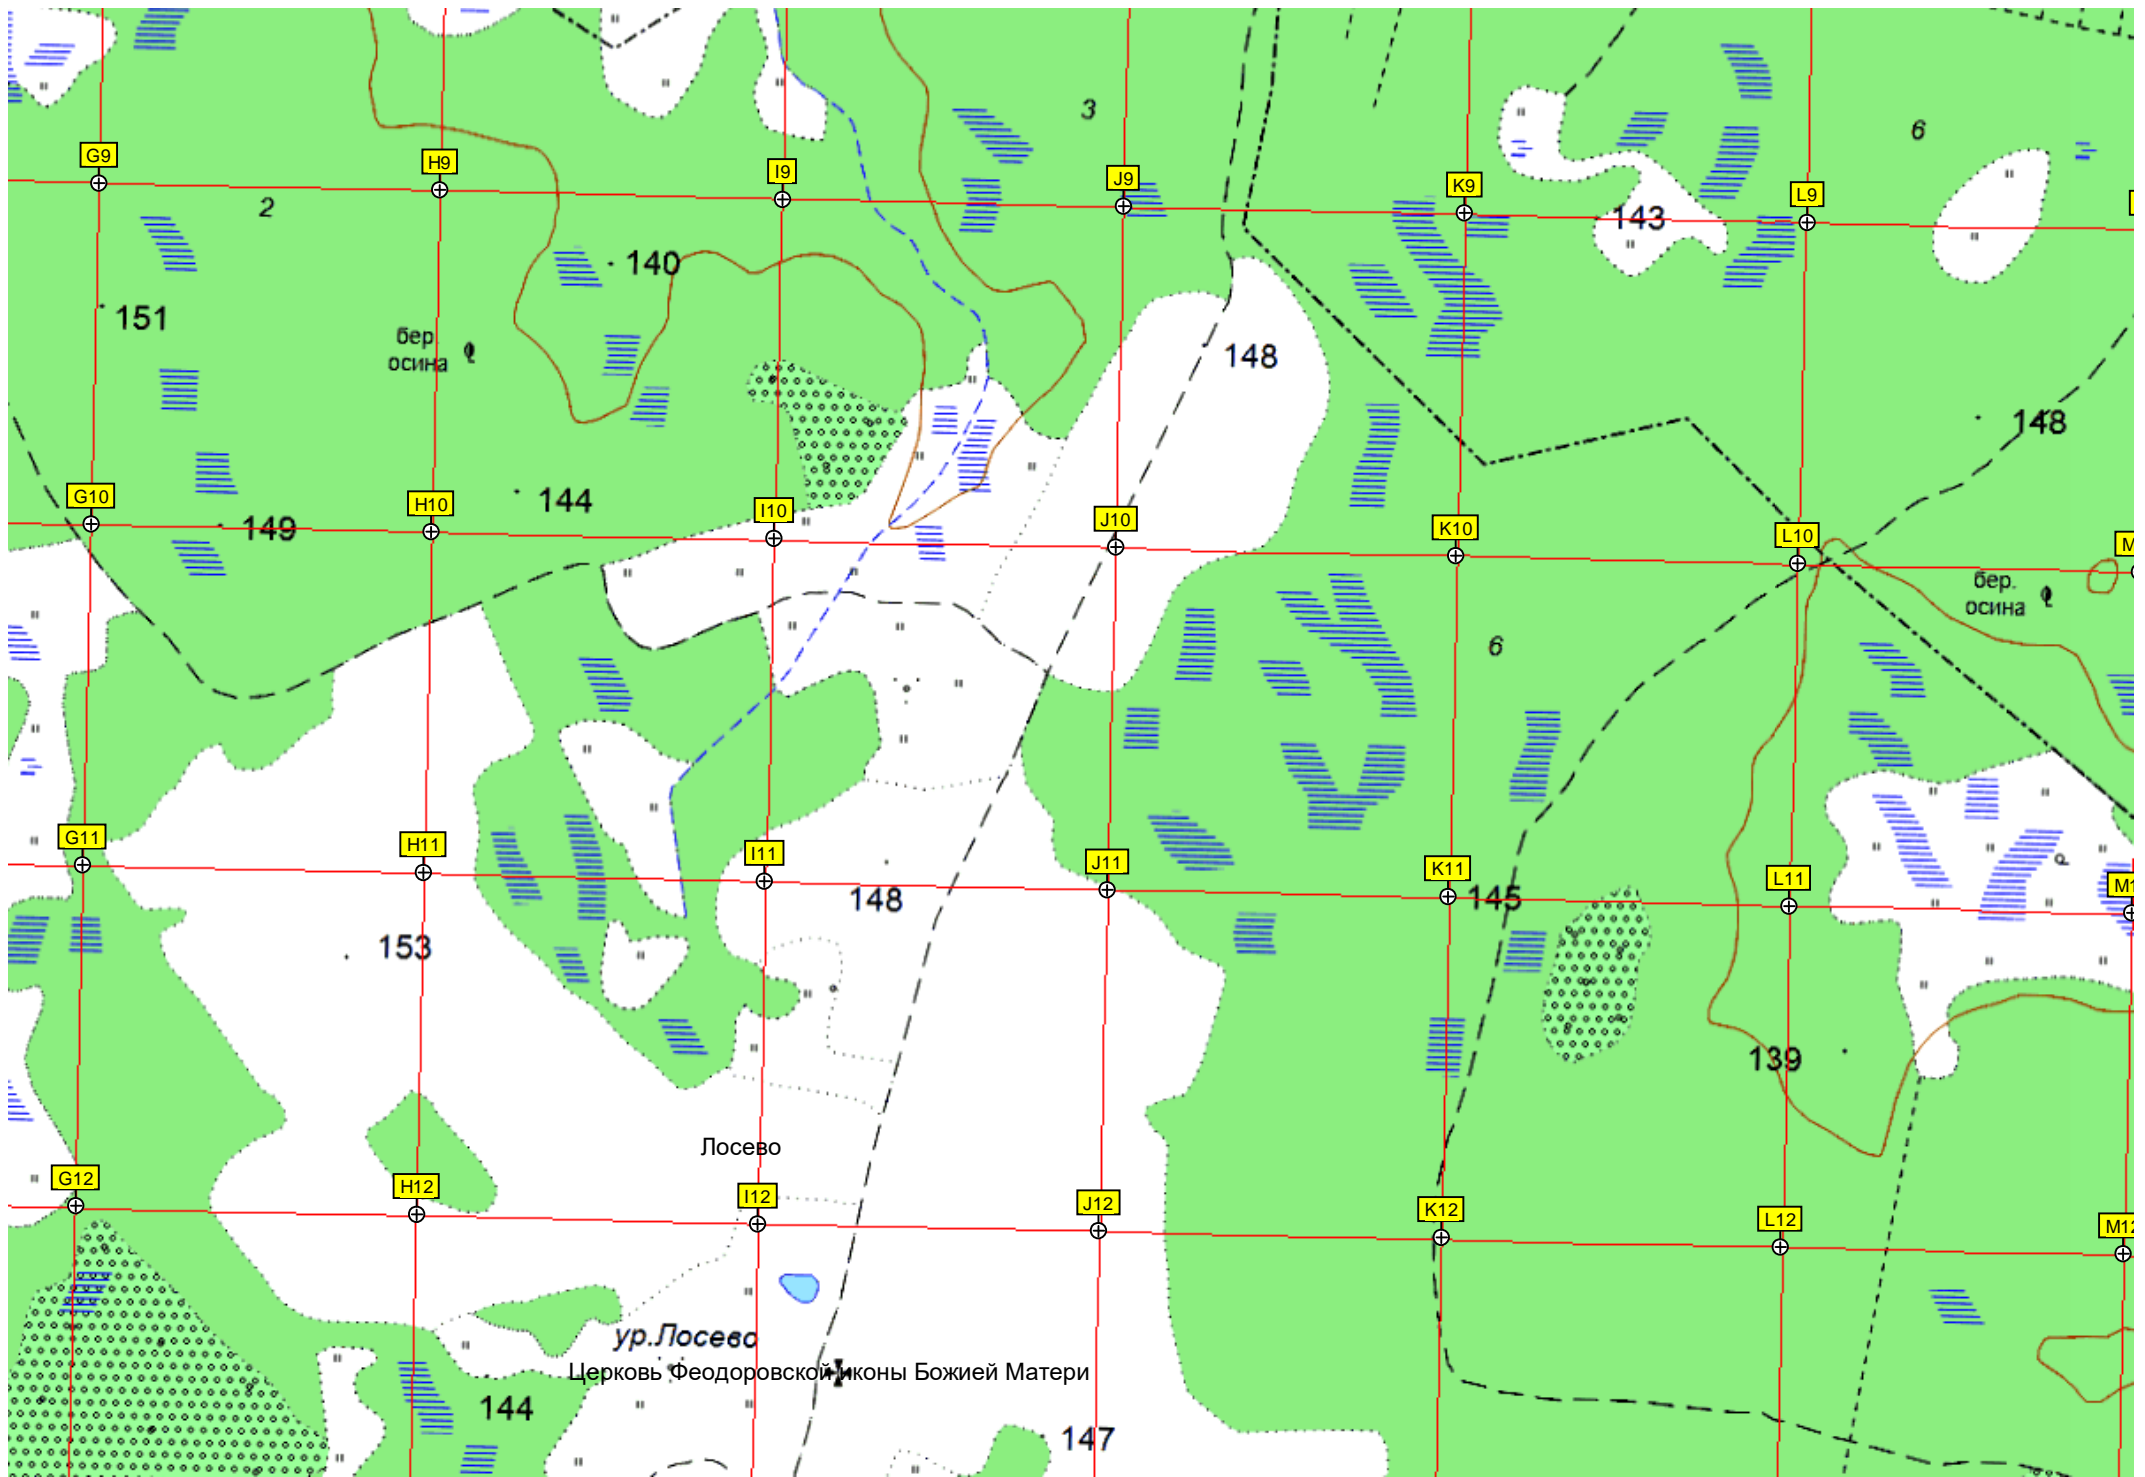 3
6
G9
H9
I9
J9
K9
L9
2
143
140
151
бер.
осина
148
148
G10
H10
I10
J10
K10
L10
M
144
149
бер.
осина
6
G11
H11
I11
J11
K11
L11
M1
148
145
153
139
Лосево
G12
H12
I12
J12
K12
L12
M12
ур.Лосево
Церковь Феодоровской иконы Божией Матери
144
147